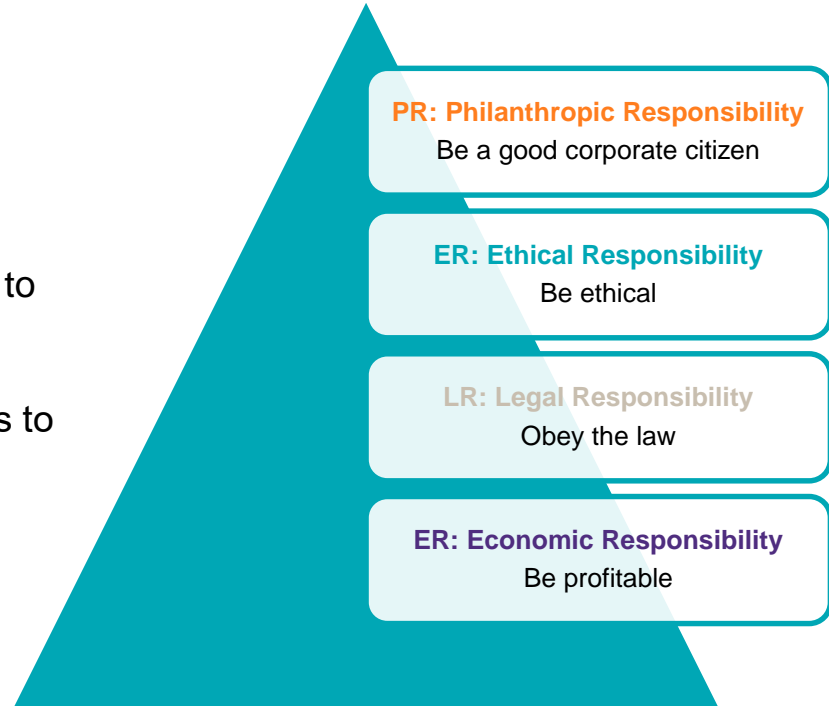 PR: Philanthropic Responsibility
Be a good corporate citizen
ER: Ethical Responsibility
Be ethical
to
LR: Legal Responsibility
Obey the law
s to
ER: Economic Responsibility
Be profitable